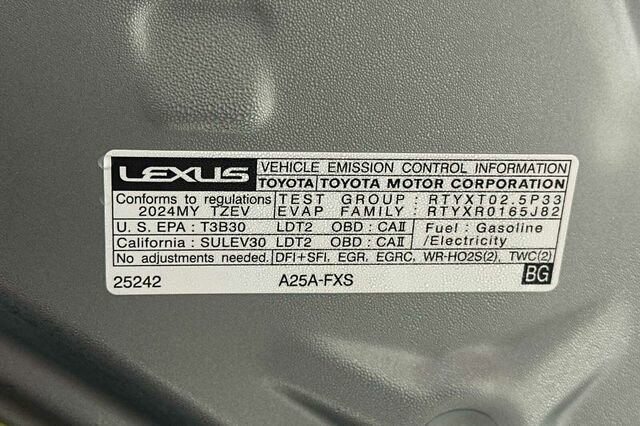 LEXUS VEHICLE EMISSION CONTROL INFORMATION
TOYOTA TOYOTA MOTOR CORPORATION
Conforms to regulations TEST GROUP : RTYXT02.5P33
2024MY TZEV EVAP FAMILY : RTYXR0165J82
U.S. EPA : T3B30 LDT2 OBD : CAII Fuel : Gasoline
California : SULEV30 LDT2 OBD : CAII /Electricity
No adjustments needed. DFI+SFI, EGR, EGRC, WR-HO2S(2), TWC(2)
25242 A25A-FXS BG